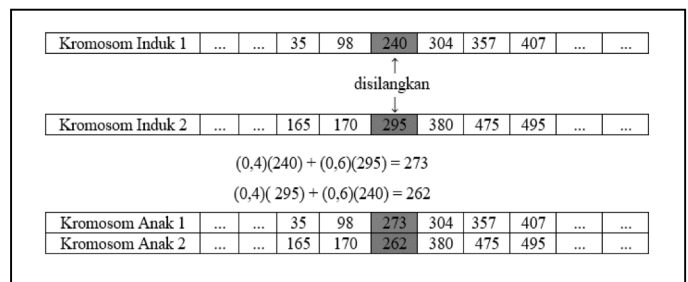 Kromosom Induk 1 ... ... 35 98 240 304 357 407 ... ...
↑
disilangkan
↓
Kromosom Induk 2 ... ... 165 170 295 380 475 495 ... ...
(0,4)(240) + (0,6)(295) = 273
(0,4)( 295) + (0,6)(240) = 262
Kromosom Anak 1 ... ... 35 98 273 304 357 407 ... ...
Kromosom Anak 2 ... ... 165 170 262 380 475 495 ... ...